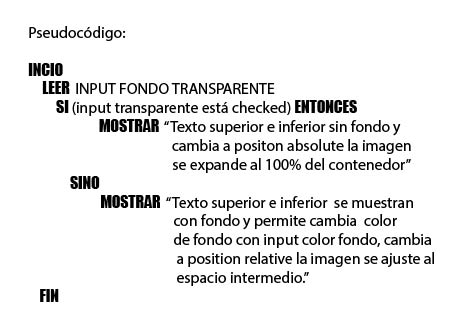 Pseudocódigo:
INCIO
LEER INPUT FONDO TRANSPARENTE
SI (input transparente está checked) ENTONCES
MOSTRAR “Texto superior e inferior sin fondo y
cambia a positon absolute la imagen
se expande al 100% del contenedor”
SINO
MOSTRAR “Texto superior e inferior se muestran
con fondo y permite cambia color
de fondo con input color fondo, cambia
a position relative la imagen se ajuste al
espacio intermedio.”
FIN